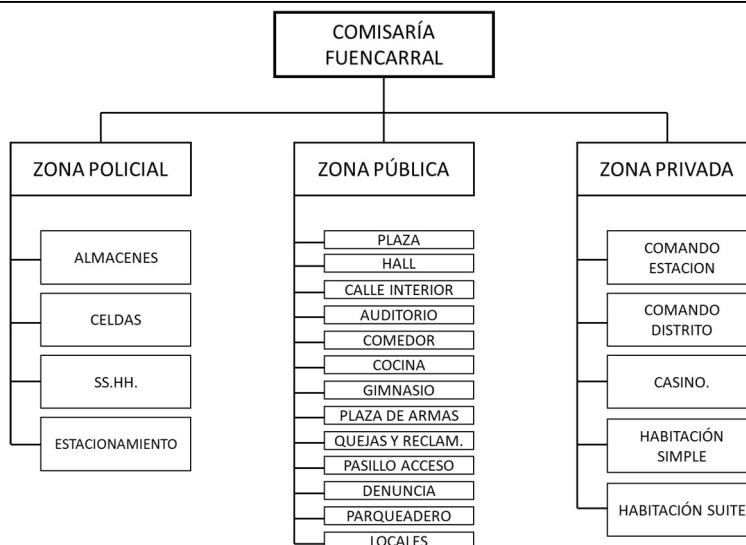 COMISARÍA
FUENCARRAL
ZONA POLICIAL
ALMACENES
CELDAS
SS.HH.
ESTACIONAMIENTO
ZONA PÚBLICA
PLAZA
HALL
CALLE INTERIOR
AUDITORIO
COMEDOR
COCINA
GIMNASIO
PLAZA DE ARMAS
QUEJAS Y RECLAM.
PASILLO ACCESO
DENUNCIA
PARQUEADERO
LOCALES
ZONA PRIVADA
COMANDO
ESTACION
COMANDO
DISTRITO
CASINO.
HABITACIÓN
SIMPLE
HABITACIÓN SUITE